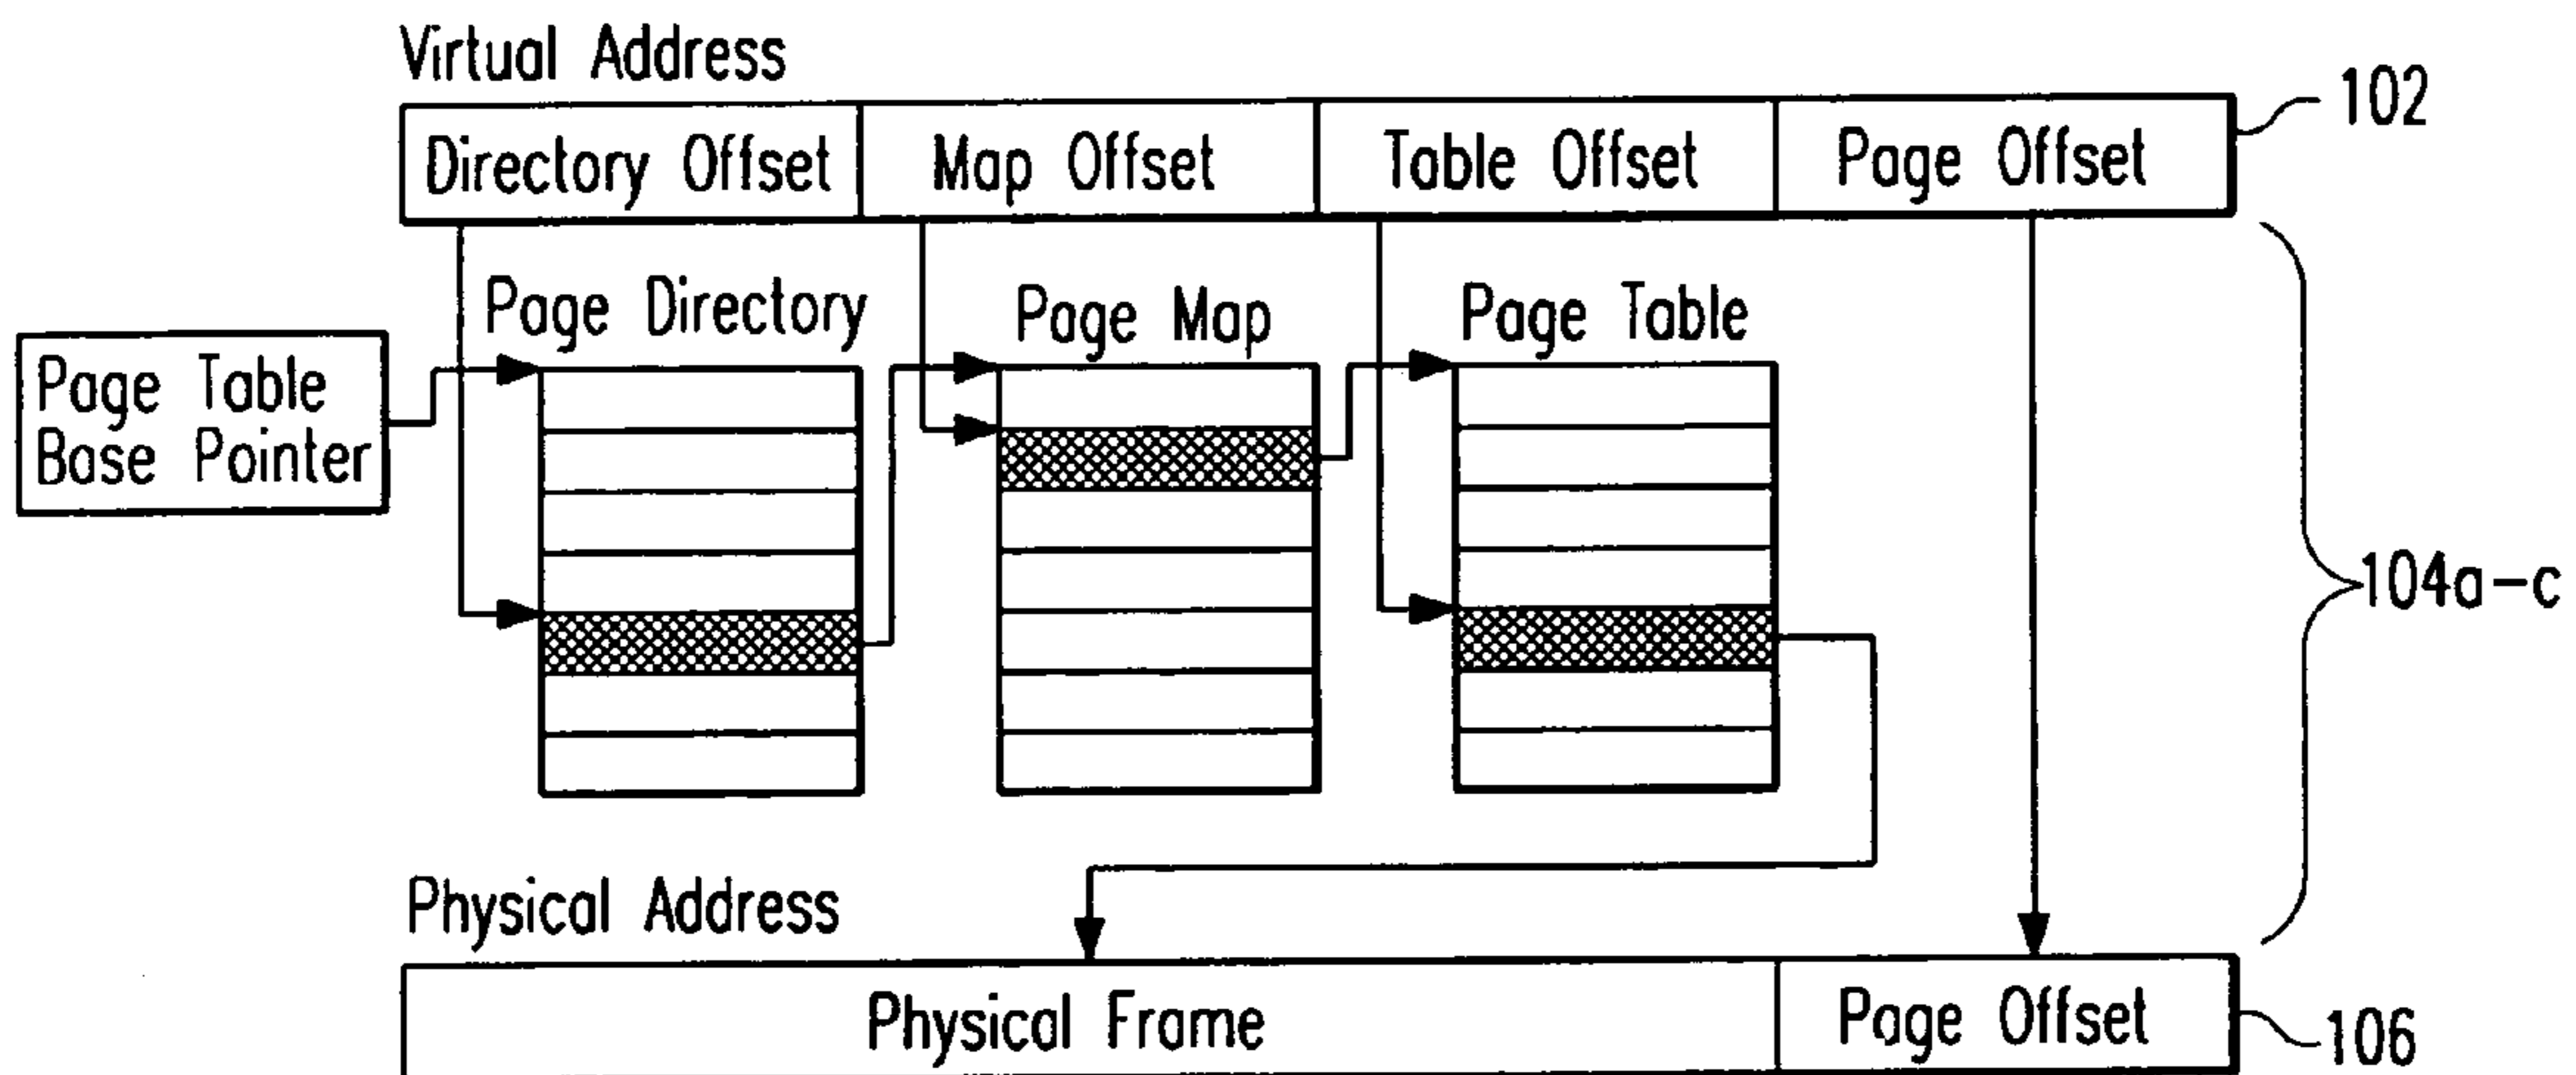 Virtual Address
102
Directory Offset Map Offset Table Offset Page Offset
Page Directory Page Map Page Table
Page Table
Base Pointer
104a-c
Physical Address
Physical Frame Page Offset
106